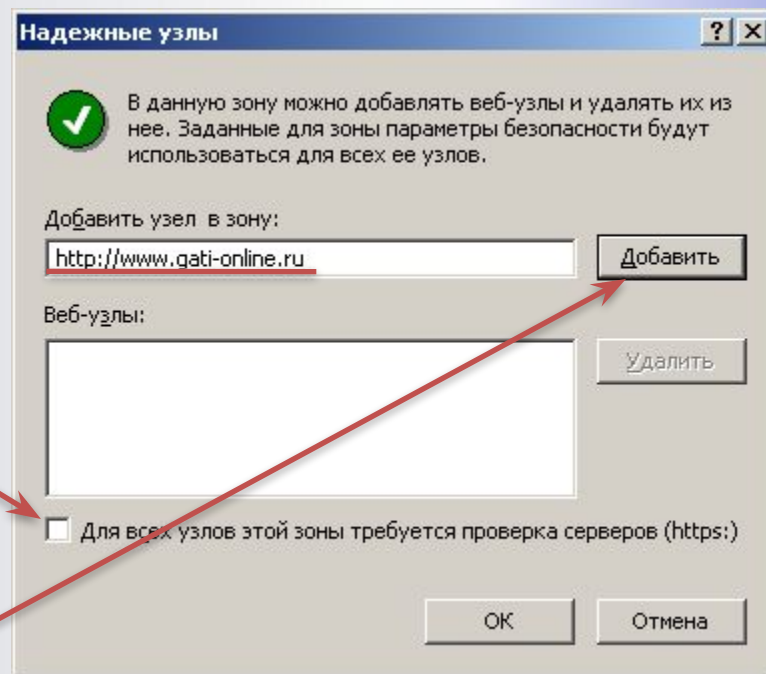 Надежные узлы
В данную зону можно добавлять веб-узлы и удалять их из
нее. Заданные для зоны параметры безопасности будут
использоваться для всех ее узлов.
Добавить узел в зону:
http://www.gati-online.ru
Добавить
Веб-узлы:
Удалить
Для всех узлов этой зоны требуется проверка серверов (https:)
ОК
Отмена